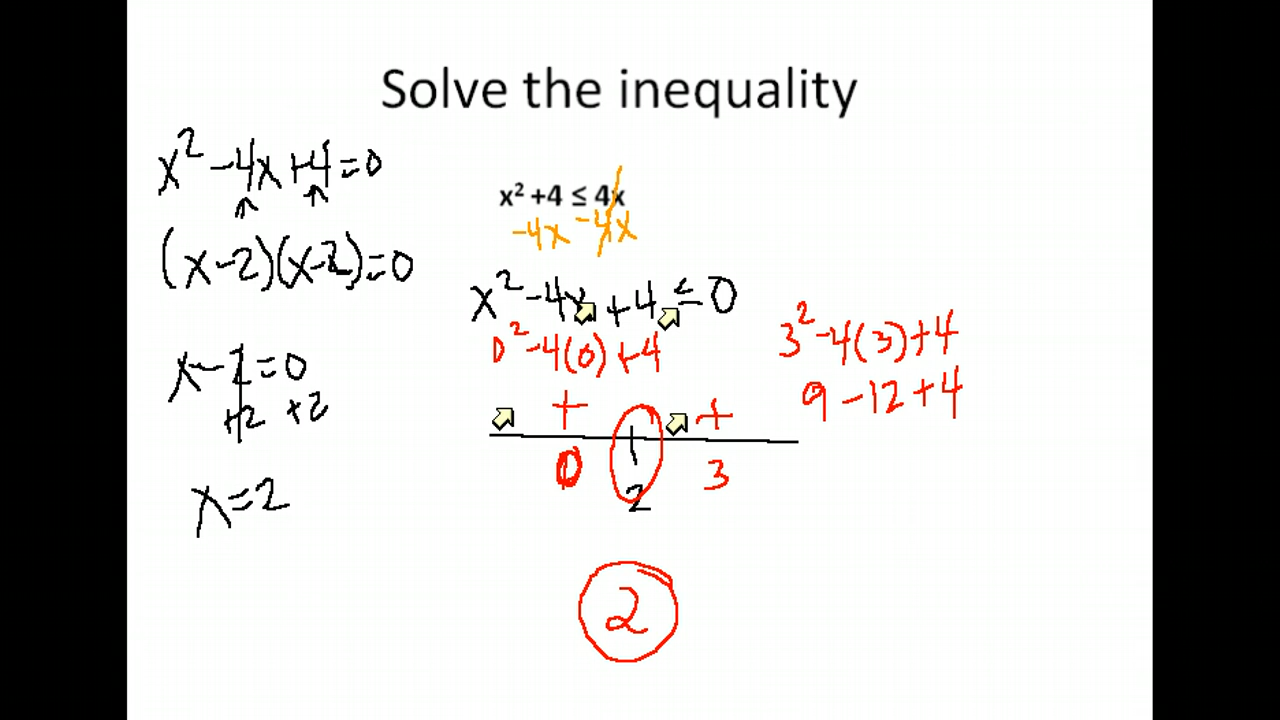 Solve the inequality
x² - 4x + 4 = 0
(x - 2)(x - 2) = 0
x - 2 = 0
+2 +2
x = 2
x² + 4 ≤ 4x
-4x -4x
x² - 4x + 4 ≤ 0
0² - 4(0) + 4
+ +
0 2 3
3² - 4(3) + 4
9 - 12 + 4
2